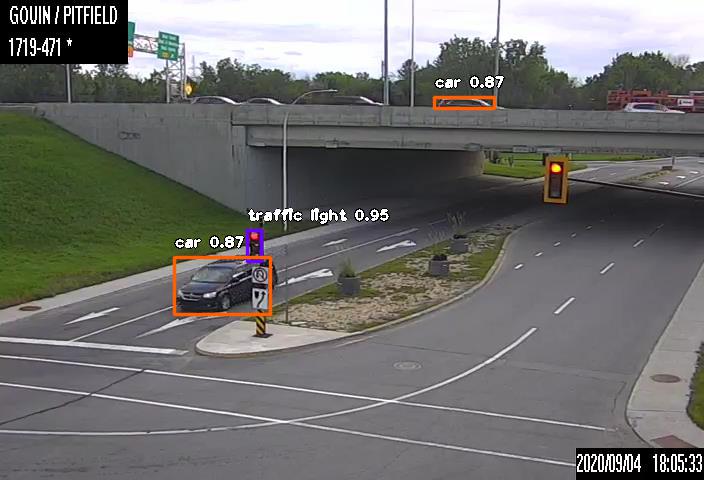 GOUIN / PITFIELD
1719-471 *
car 0.87
traffic light 0.95
car 0.87
2020/09/04 18:05:33